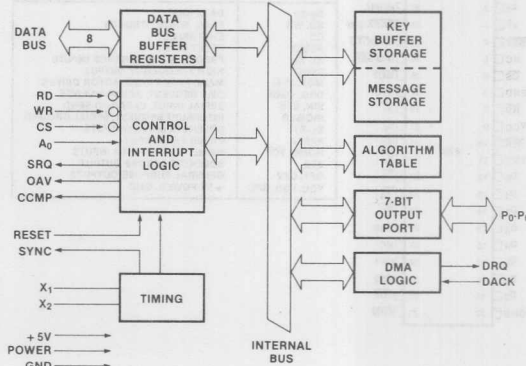 DATA
BUS
8
DATA
BUS
BUFFER
REGISTERS
RD
WR
CS
A0
SRQ
OAV
CCMP
CONTROL
AND
INTERRUPT
LOGIC
RESET
SYNC
X1
X2
TIMING
+5V
POWER
GND
INTERNAL
BUS
KEY
BUFFER
STORAGE
MESSAGE
STORAGE
ALGORITHM
TABLE
7-BIT
OUTPUT
PORT
DMA
LOGIC
DRQ
DACK